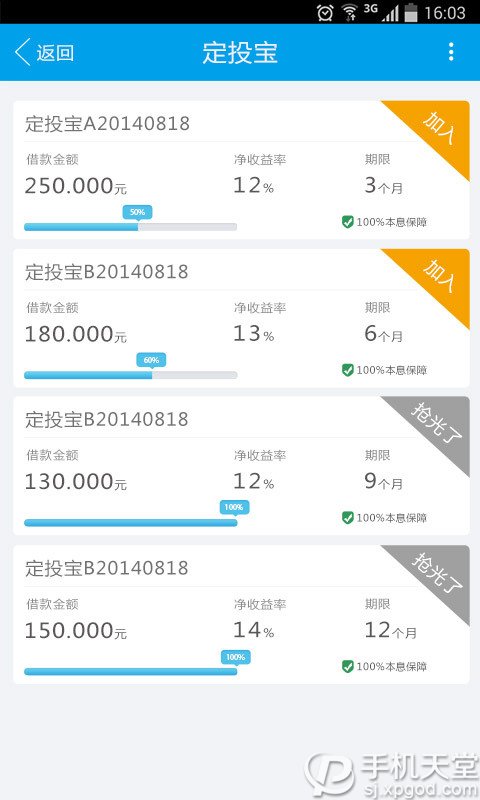 3G 16:03
返回 定投宝
定投宝A20140818 加入
借款金额 净收益率 期限
250.000元 12% 3个月
50%
100%本息保障
定投宝B20140818 加入
借款金额 净收益率 期限
180.000元 13% 6个月
60%
100%本息保障
定投宝B20140818 抢光了
借款金额 净收益率 期限
130.000元 12% 9个月
100%
100%本息保障
定投宝B20140818 抢光了
借款金额 净收益率 期限
150.000元 14% 12个月
100%
100%本息保障
手机天堂
sj.xpgod.com